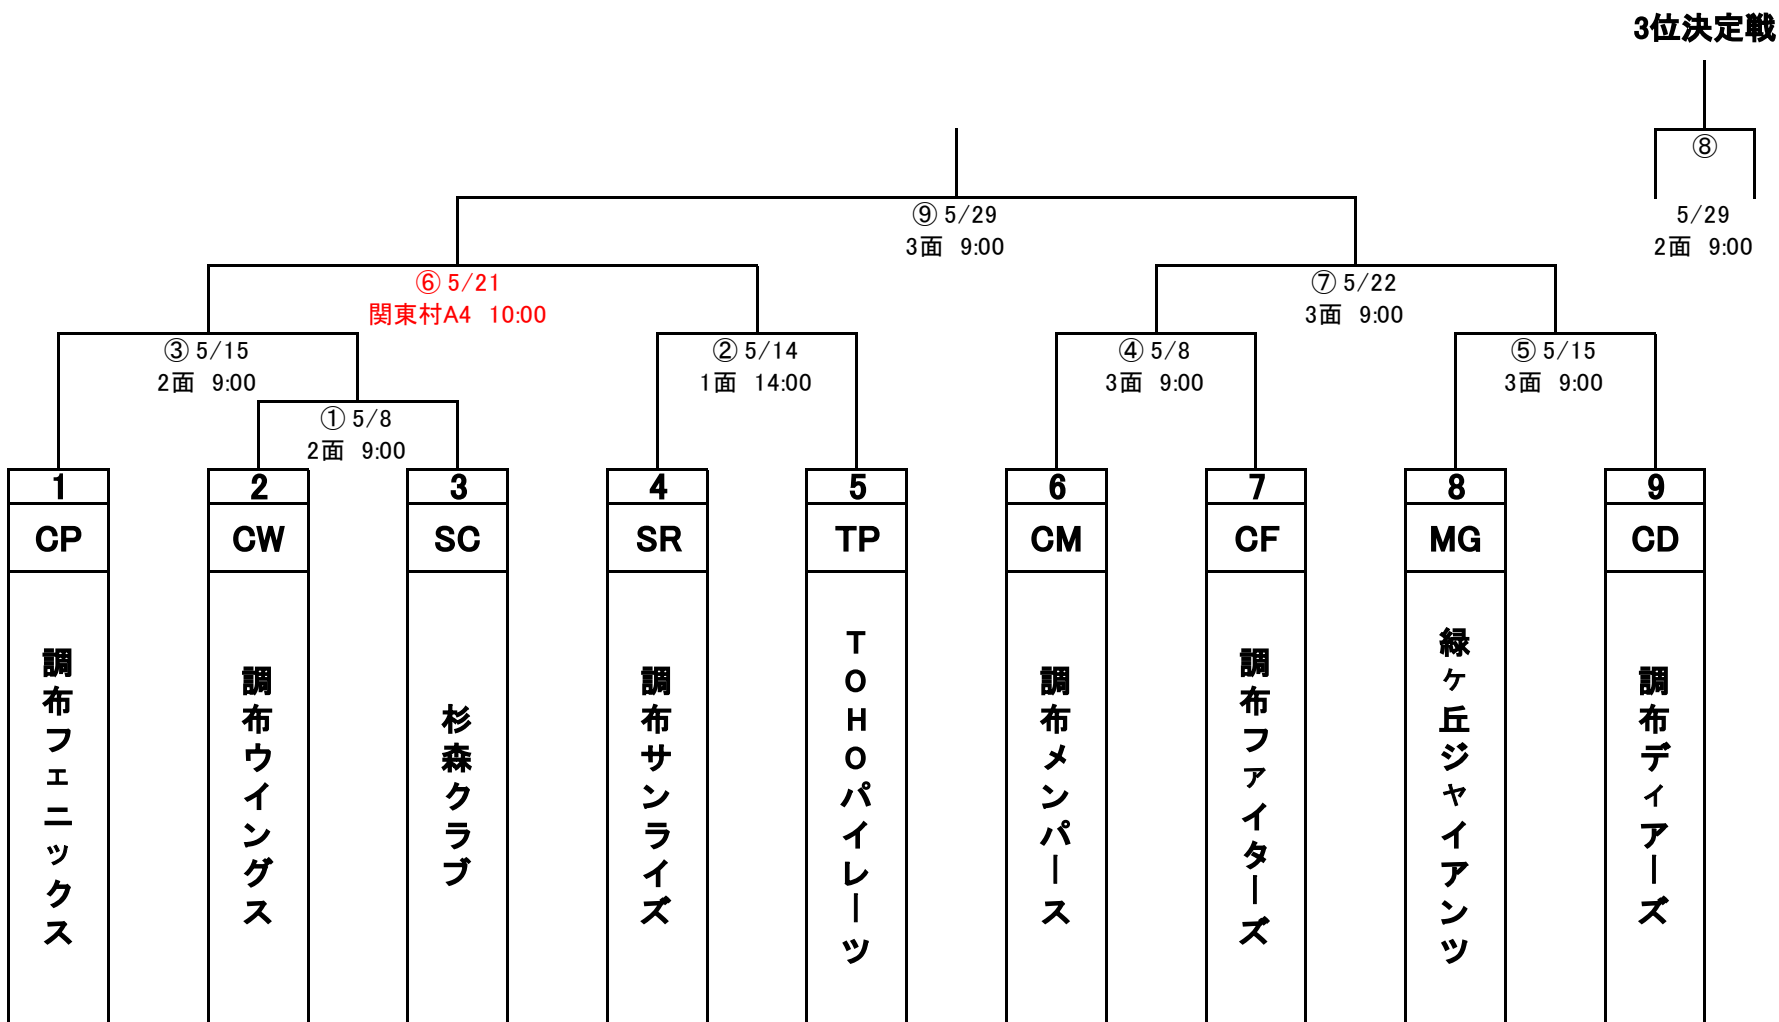 3位決定戦
⑧
5/29
2面 9:00
⑨ 5/29
3面 9:00
⑥ 5/21
関東村A4 10:00
⑦ 5/22
3面 9:00
③ 5/15
2面 9:00
② 5/14
1面 14:00
④ 5/8
3面 9:00
⑤ 5/15
3面 9:00
① 5/8
2面 9:00
1
2
3
4
5
6
7
8
9
CP
CW
SC
SR
TP
CM
CF
MG
CD
調布フェニックス
調布ウイングス
杉森クラブ
調布サンライズ
TOHOパイレーツ
調布メンパース
調布ファイターズ
緑ヶ丘ジャイアンツ
調布ディアーズ